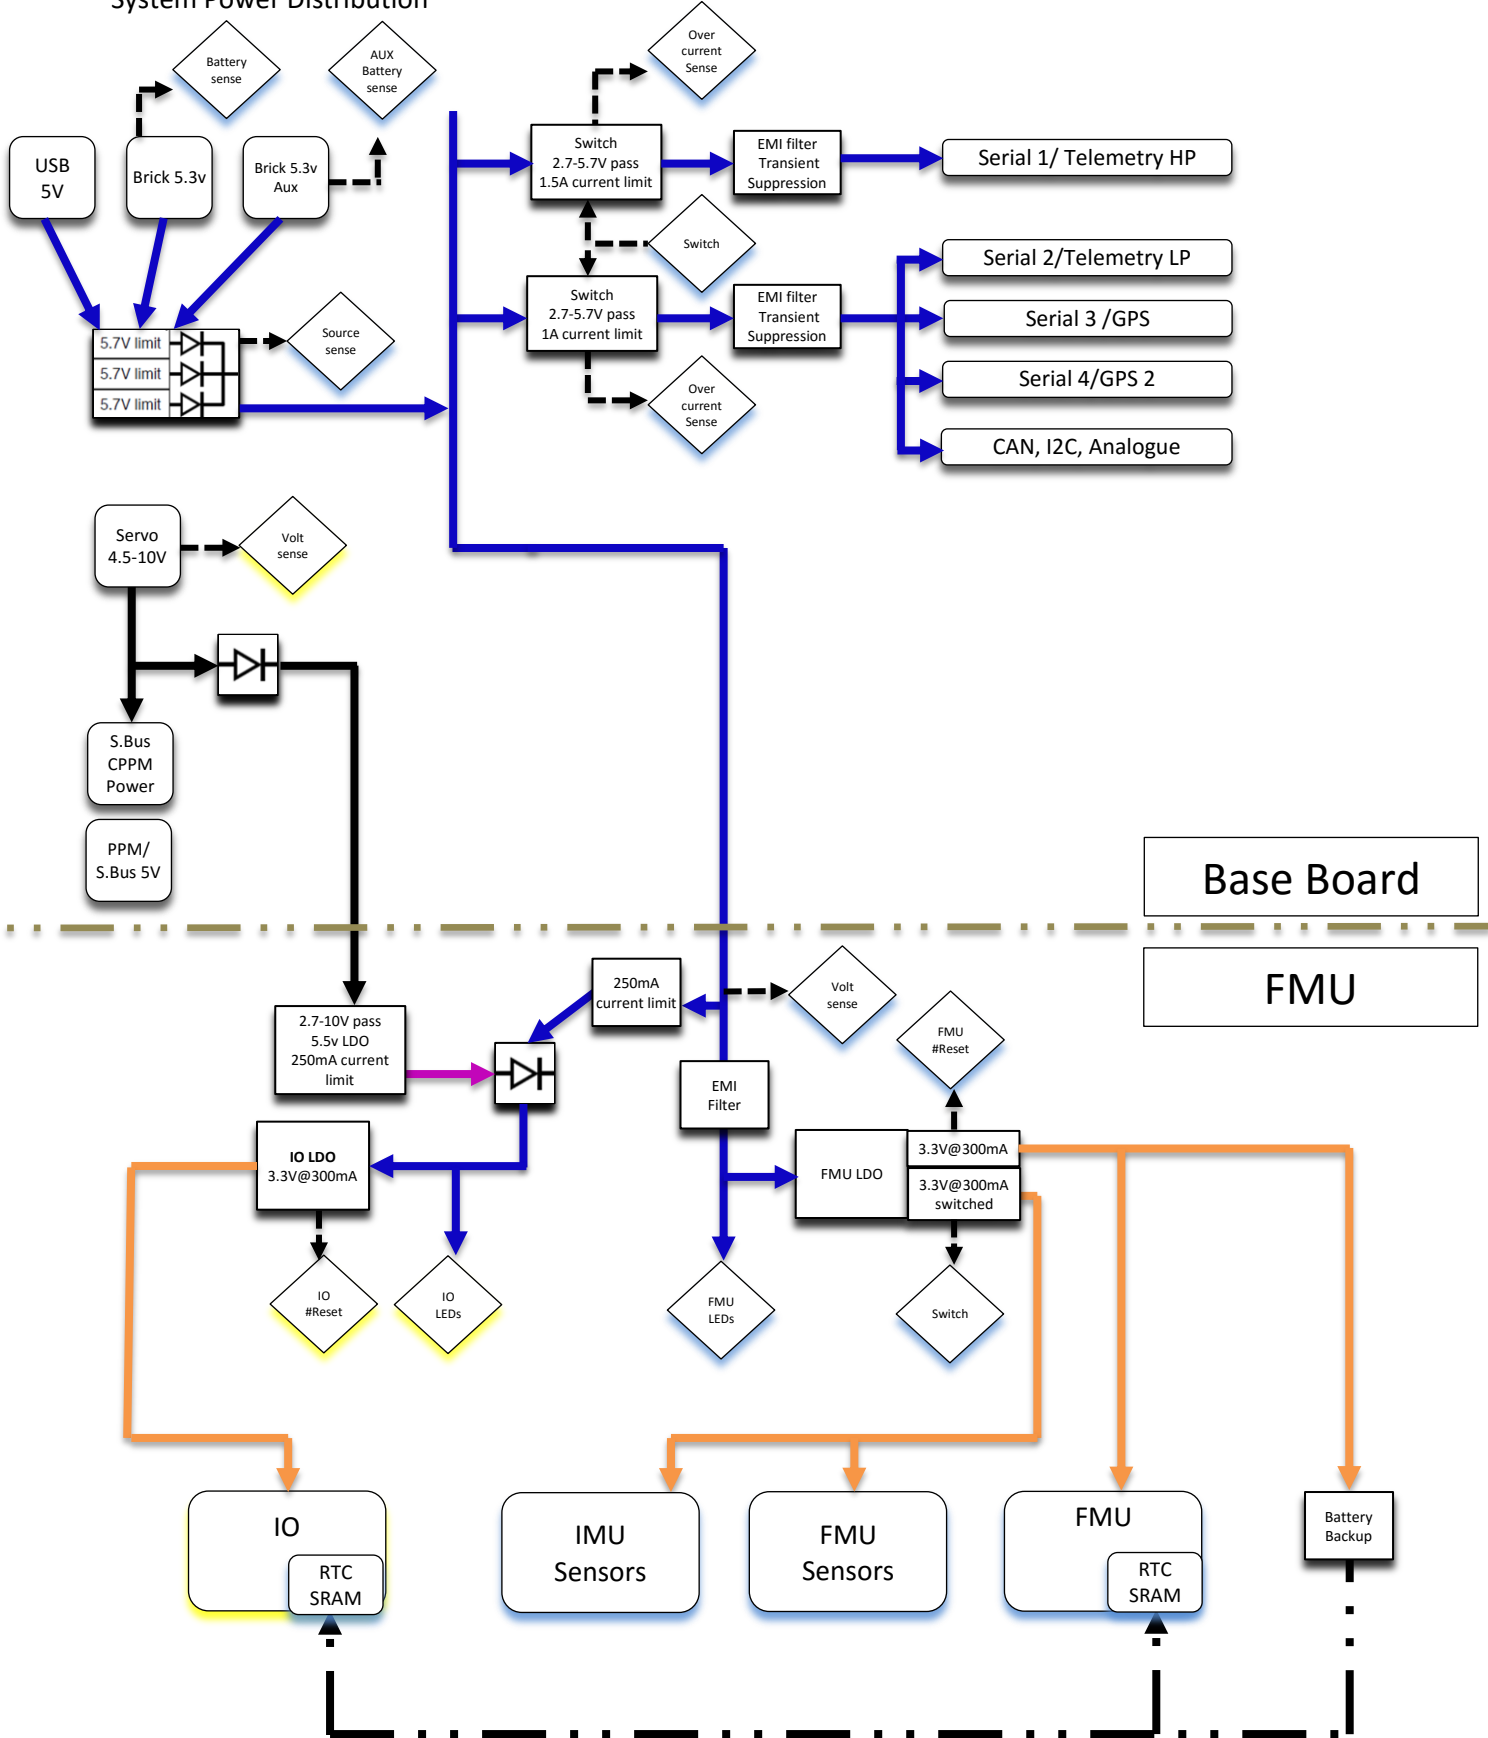 System Power Distribution
Battery
sense
AUX
Battery
sense
Over
current
Sense
USB
5V
Brick 5.3v
Brick 5.3v
Aux
Switch
2.7-5.7V pass
1.5A current limit
EMI filter
Transient
Suppression
Serial 1/ Telemetry HP
Switch
Serial 2/Telemetry LP
Switch
2.7-5.7V pass
1A current limit
EMI filter
Transient
Suppression
Serial 3 /GPS
Source
sense
5.7V limit
5.7V limit
5.7V limit
Over
current
Sense
Serial 4/GPS 2
CAN, I2C, Analogue
Servo
4.5-10V
Volt
sense
S.Bus
CPPM
Power
PPM/
S.Bus 5V
Base Board
FMU
250mA
current limit
Volt
sense
2.7-10V pass
5.5v LDO
250mA current
limit
FMU
#Reset
EMI
Filter
IO LDO
3.3V@300mA
FMU LDO
3.3V@300mA
3.3V@300mA
switched
IO
#Reset
IO
LEDs
FMU
LEDs
Switch
IO
RTC
SRAM
IMU
Sensors
FMU
Sensors
FMU
RTC
SRAM
Battery
Backup